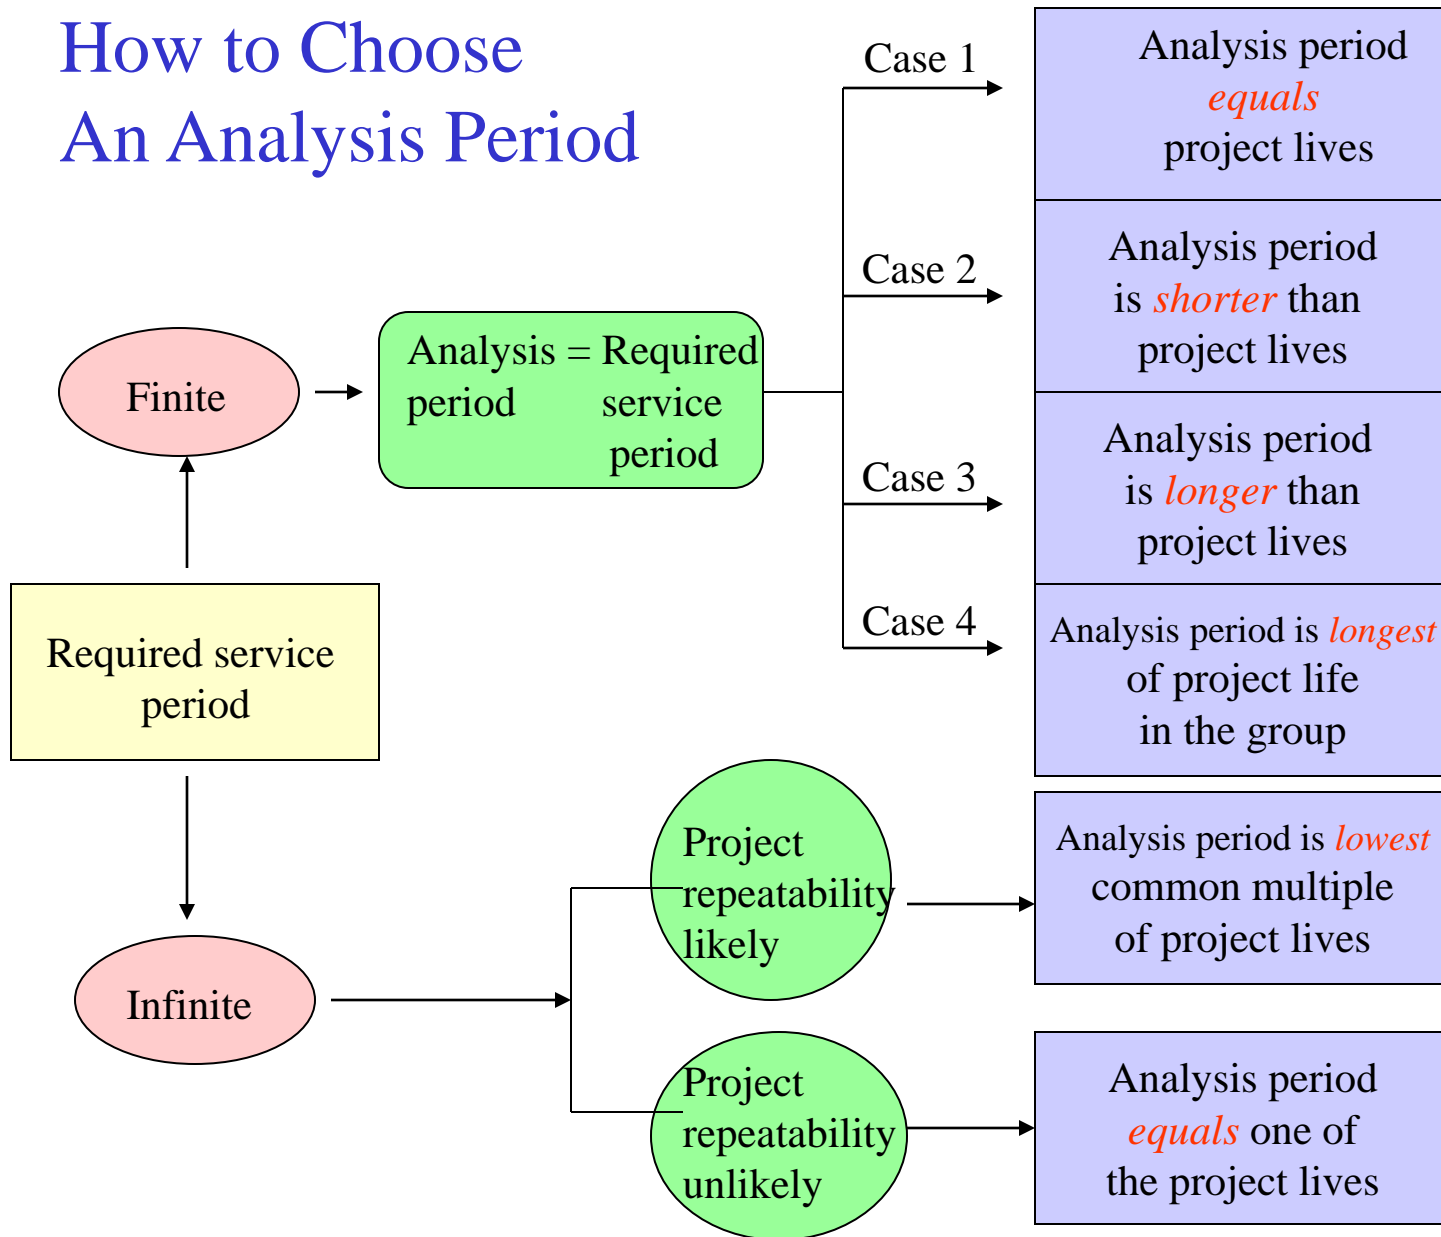 How to Choose
An Analysis Period
Case 1
Analysis period
equals
project lives
Case 2
Analysis period
is shorter than
project lives
Finite
Analysis = Required
period service
period
Case 3
Analysis period
is longer than
project lives
Required service
period
Case 4
Analysis period is longest
of project life
in the group
Project
repeatability
likely
Analysis period is lowest
common multiple
of project lives
Infinite
Project
repeatability
unlikely
Analysis period
equals one of
the project lives